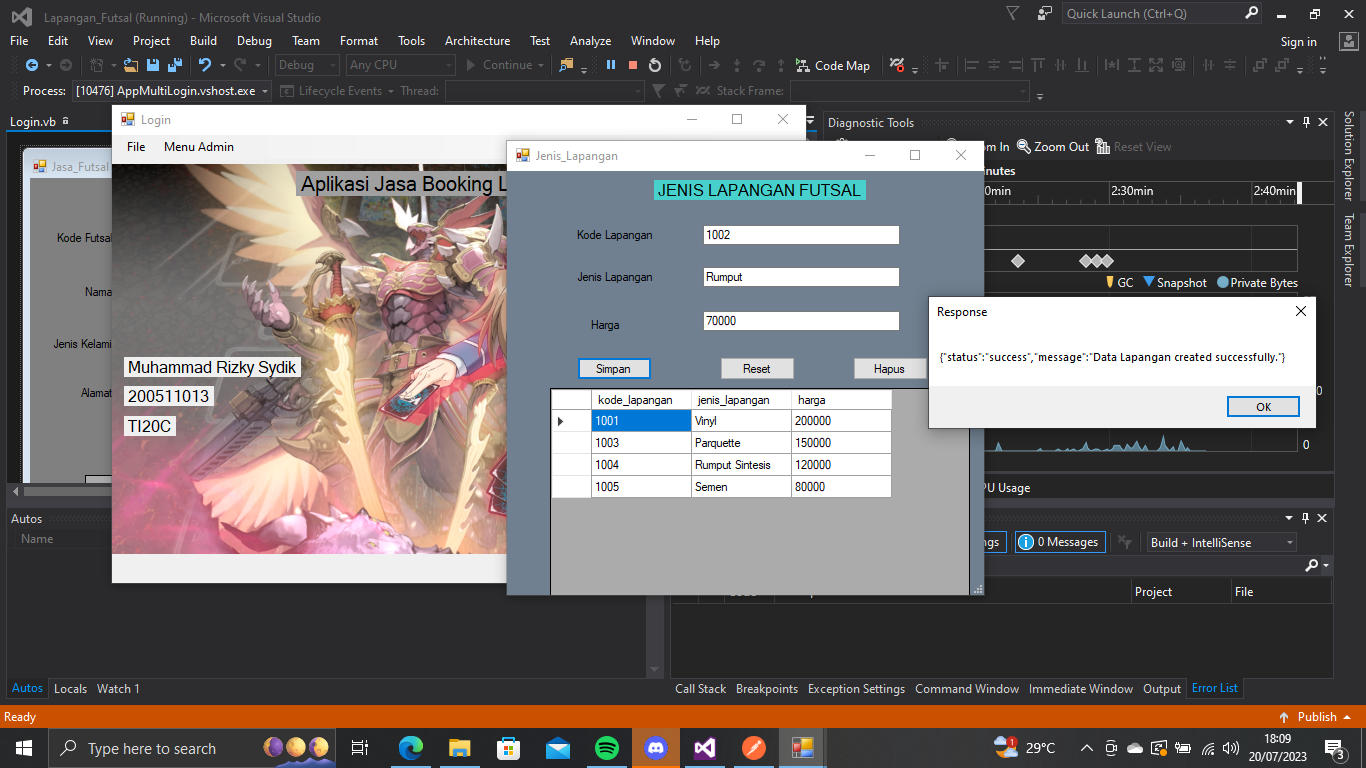 Lapangan_Futsal (Running) - Microsoft Visual Studio
Quick Launch (Ctrl+Q)
File Edit View Project Build Debug Team Format Tools Architecture Test Analyze Window Help
Sign in
Debug Any CPU Continue Code Map
Process: [10476] AppMultiLogin.vshost.exe Lifecycle Events Thread: Stack Frame:
Login.vb
Login
File Menu Admin
Aplikasi Jasa Booking L
Jasa_Futsal
Kode Futsal
Nama
Jenis Kelami
Alamat
Muhammad Rizky Sydik
200511013
TI20C
Jenis_Lapangan
JENIS LAPANGAN FUTSAL
Kode Lapangan 1002
Jenis Lapangan Rumput
Harga 70000
Simpan Reset Hapus
kode_lapangan jenis_lapangan harga
1001 Vinyl 200000
1003 Parquette 150000
1004 Rumput Sintesis 120000
1005 Semen 80000
Diagnostic Tools
m In Zoom Out Reset View
inutes
0min 2:30min 2:40min
GC Snapshot Private Bytes
Response
{"status":"success","message":"Data Lapangan created successfully."}
OK
0
0
PU Usage
Solution Explorer
Team Explorer
Autos
Name
ngs 0 Messages Build + IntelliSense
Project File
Autos Locals Watch 1
Call Stack Breakpoints Exception Settings Command Window Immediate Window Output Error List
Ready
Publish
Type here to search
1
29°C
18:09
20/07/2023
3